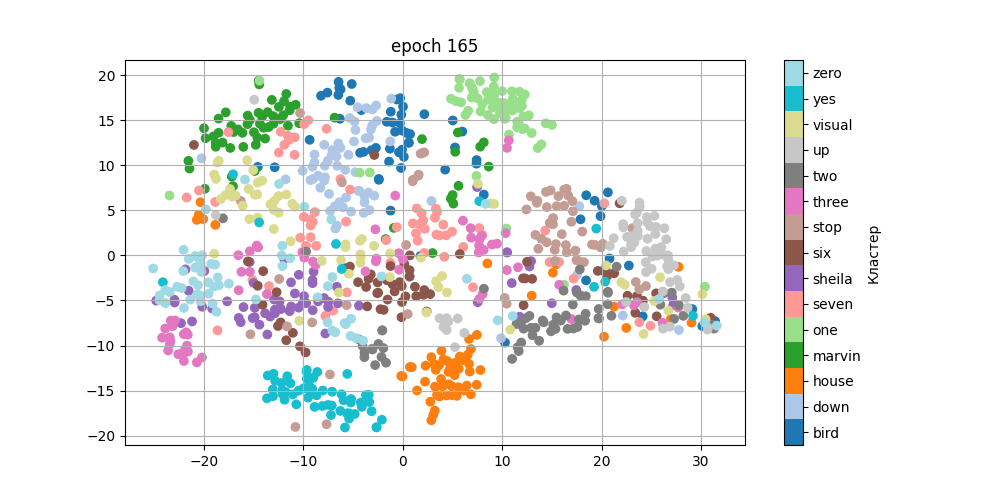 epoch 165
20
15
10
5
0
−5
−10
−15
−20
−20
−10
0
10
20
30
zero
yes
visual
up
two
three
stop
six
sheila
seven
one
marvin
house
down
bird
Кластер